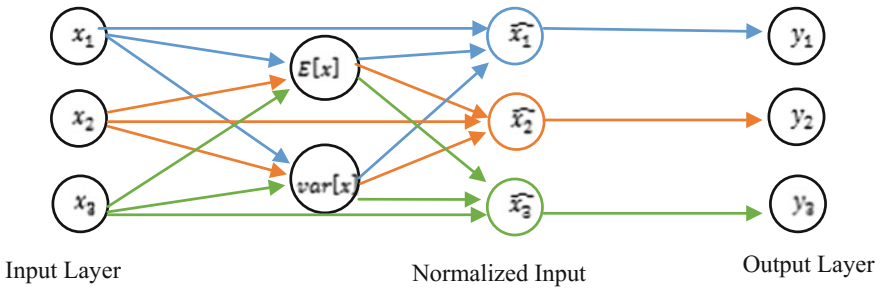 x₁ E[x] x̂₁ y₁
x₂ x̂₂ y₂
x₃ var[x] x̂₃ y₃
Input Layer Normalized Input Output Layer